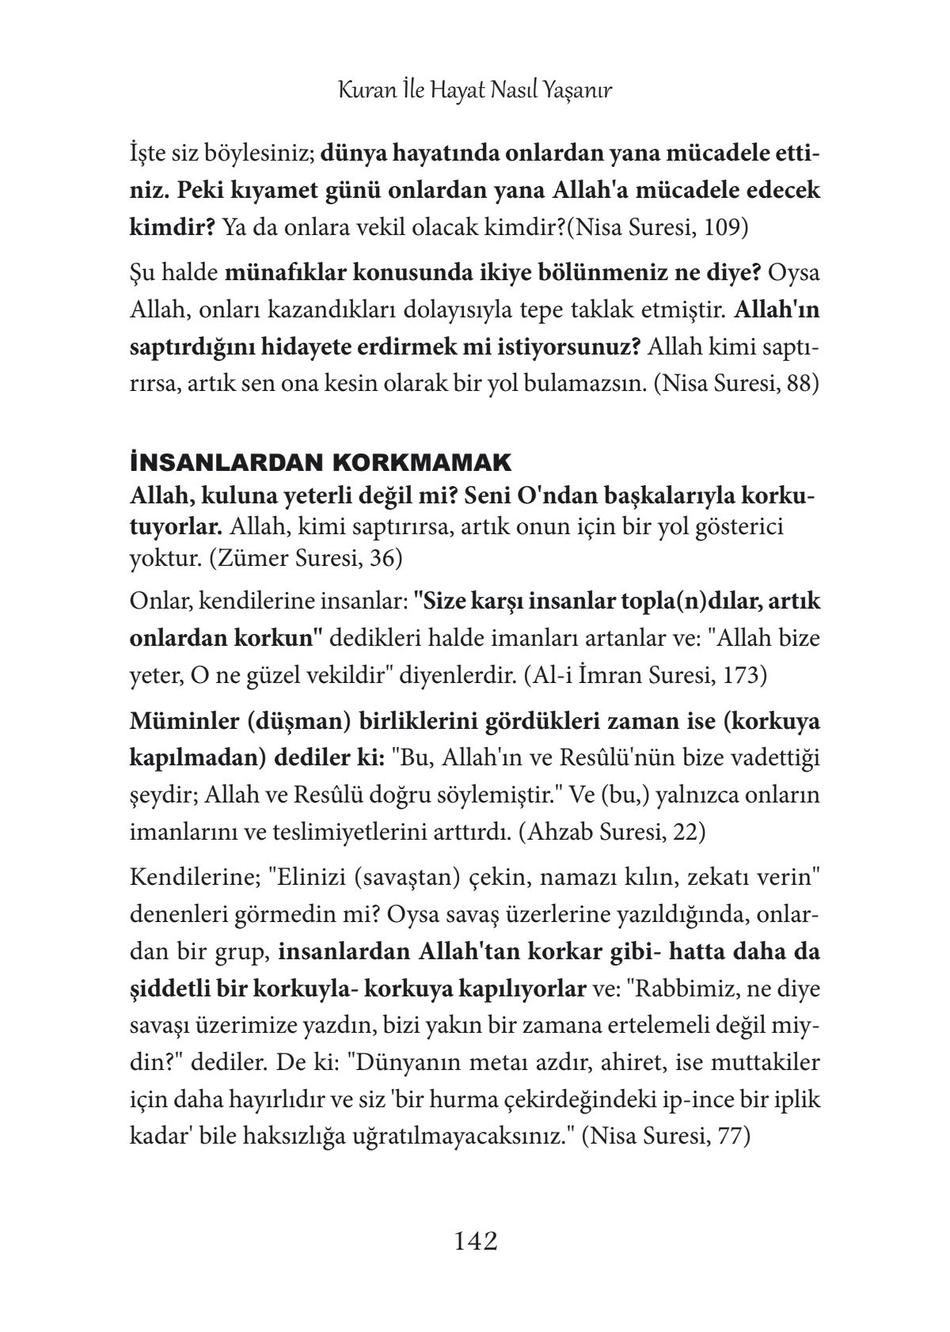 Kuran İle Hayat Nasıl Yaşanır
İşte siz böylesiniz; dünya hayatında onlardan yana mücadele etti-
niz. Peki kıyamet günü onlardan yana Allah'a mücadele edecek
kimdir? Ya da onlara vekil olacak kimdir?(Nisa Suresi, 109)
Şu halde münafıklar konusunda ikiye bölünmeniz ne diye? Oysa
Allah, onları kazandıkları dolayısıyla tepe taklak etmiştir. Allah'ın
saptırdığını hidayete erdirmek mi istiyorsunuz? Allah kimi saptı-
rırsa, artık sen ona kesin olarak bir yol bulamazsın. (Nisa Suresi, 88)
İNSANLARDAN KORKMAMAK
Allah, kuluna yeterli değil mi? Seni O'ndan başkalarıyla korku-
tuyorlar. Allah, kimi saptırırsa, artık onun için bir yol gösterici
yoktur. (Zümer Suresi, 36)
Onlar, kendilerine insanlar: "Size karşı insanlar topla(n)dılar, artık
onlardan korkun" dedikleri halde imanları artanlar ve: "Allah bize
yeter, O ne güzel vekildir" diyenlerdir. (Al-i İmran Suresi, 173)
Müminler (düşman) birliklerini gördükleri zaman ise (korkuya
kapılmadan) dediler ki: "Bu, Allah'ın ve Resûlü'nün bize vadettiği
şeydir; Allah ve Resûlü doğru söylemiştir." Ve (bu,) yalnızca onların
imanlarını ve teslimiyetlerini arttırdı. (Ahzab Suresi, 22)
Kendilerine; "Elinizi (savaştan) çekin, namazı kılın, zekatı verin"
denenleri görmedin mi? Oysa savaş üzerlerine yazıldığında, onlar-
dan bir grup, insanlardan Allah'tan korkar gibi- hatta daha da
şiddetli bir korkuyla- korkuya kapılıyorlar ve: "Rabbimiz, ne diye
savaşı üzerimize yazdın, bizi yakın bir zamana ertelemeli değil miy-
din?" dediler. De ki: "Dünyanın metaı azdır, ahiret, ise muttakiler
için daha hayırlıdır ve siz 'bir hurma çekirdeğindeki ip-ince bir iplik
kadar' bile haksızlığa uğratılmayacaksınız." (Nisa Suresi, 77)
142